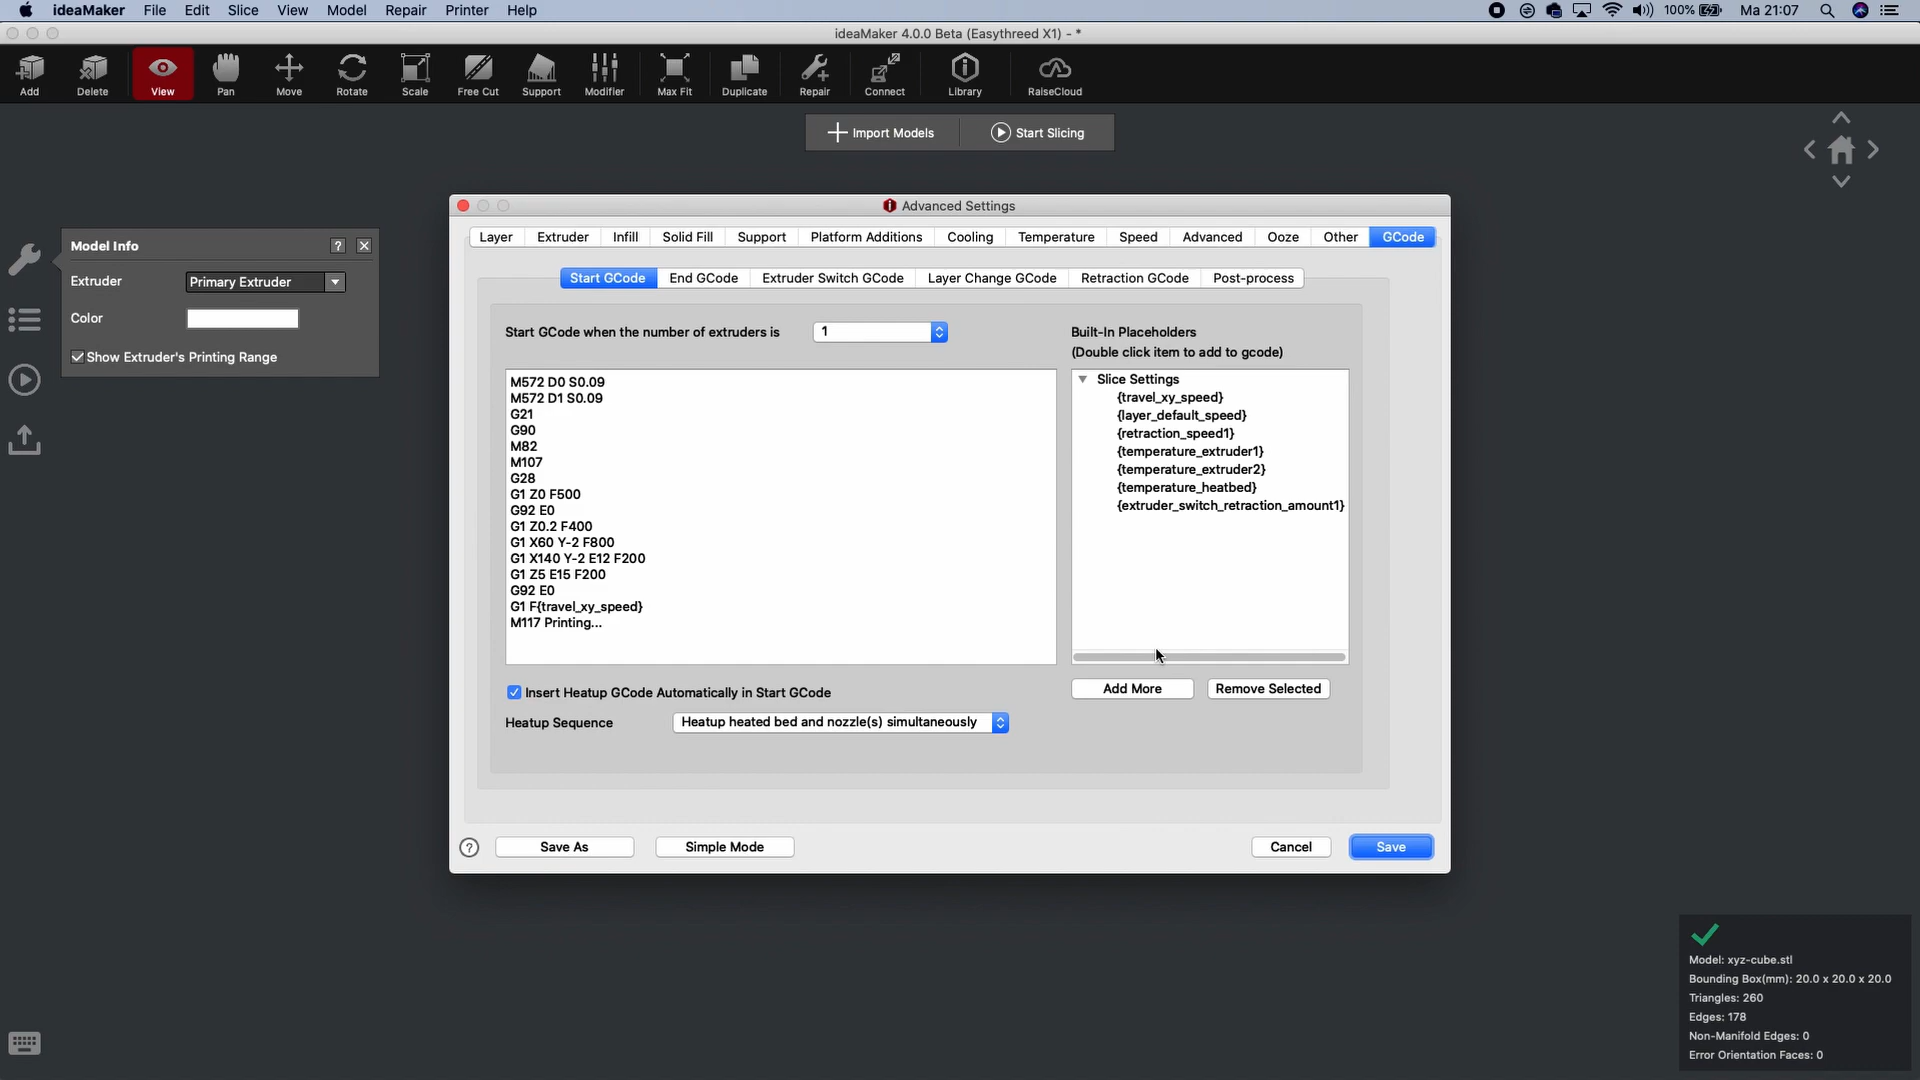 ideaMaker File Edit Slice View Model Repair Printer Help 100% Ma 21:07
ideaMaker 4.0.0 Beta (Easythreed X1) - *
Add Delete View Pan Move Rotate Scale Free Cut Support Modifier Max Fit Duplicate Repair Connect Library RaiseCloud
Import Models Start Slicing
Advanced Settings
Layer Extruder Infill Solid Fill Support Platform Additions Cooling Temperature Speed Advanced Ooze Other GCode
Model Info ?
Extruder Primary Extruder
Color
Show Extruder's Printing Range
Start GCode End GCode Extruder Switch GCode Layer Change GCode Retraction GCode Post-process
Start GCode when the number of extruders is 1
Built-In Placeholders
(Double click item to add to gcode)
M572 D0 S0.09
M572 D1 S0.09
G21
G90
M82
M107
G28
G1 Z0 F500
G92 E0
G1 Z0.2 F400
G1 X60 Y-2 F800
G1 X140 Y-2 E12 F200
G1 Z5 E15 F200
G92 E0
G1 F{travel_xy_speed}
M117 Printing...
Slice Settings
{travel_xy_speed}
{layer_default_speed}
{retraction_speed1}
{temperature_extruder1}
{temperature_extruder2}
{temperature_heatbed}
{extruder_switch_retraction_amount1}
Insert Heatup GCode Automatically in Start GCode
Add More Remove Selected
Heatup Sequence Heatup heated bed and nozzle(s) simultaneously
? Save As Simple Mode Cancel Save
Model: xyz-cube.stl
Bounding Box(mm): 20.0 x 20.0 x 20.0
Triangles: 260
Edges: 178
Non-Manifold Edges: 0
Error Orientation Faces: 0